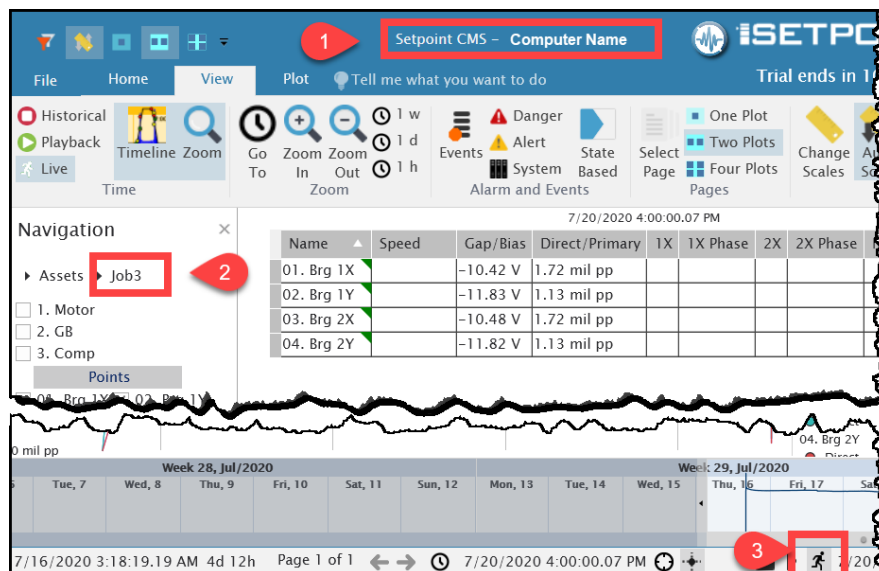 1
Setpoint CMS – Computer Name
File
Home
View
Plot
Tell me what you want to do
Trial ends in
Historical
Playback
Live
Timeline
Zoom
Time
Go To
Zoom In
Zoom Out
1 w
1 d
1 h
Zoom
Events
Danger
Alert
System
State Based
Alarm and Events
Select Page
One Plot
Two Plots
Four Plots
Pages
Change Scales
Navigation ×
Assets Job3
2
1. Motor
2. GB
3. Comp
Points
7/20/2020 4:00:00.07 PM
Name Speed Gap/Bias Direct/Primary 1X 1X Phase 2X 2X Phase
01. Brg 1X -10.42 V 1.72 mil pp
02. Brg 1Y -11.83 V 1.13 mil pp
03. Brg 2X -10.48 V 1.72 mil pp
04. Brg 2Y -11.82 V 1.13 mil pp
0 mil pp
04. Brg 2Y
Week 28, Jul/2020 Week 29, Jul/2020
Tue, 7 Wed, 8 Thu, 9 Fri, 10 Sat, 11 Sun, 12 Mon, 13 Tue, 14 Wed, 15 Thu, 16 Fri, 17
3
7/16/2020 3:18:19.19 AM 4d 12h Page 1 of 1 7/20/2020 4:00:00.07 PM